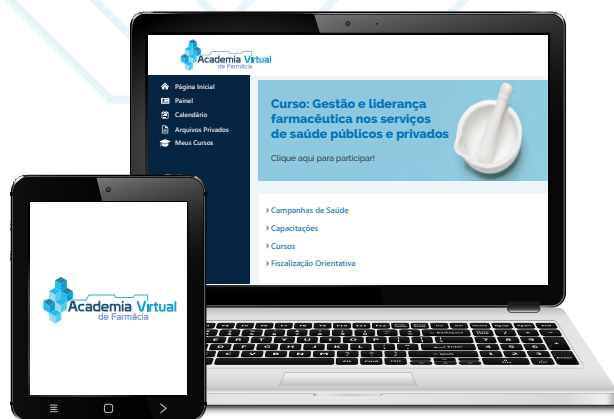 Academia Virtual
de Farmácia
Página Inicial
Painel
Calendário
Arquivos Privados
Meus Cursos
Curso: Gestão e liderança
farmacêutica nos serviços
de saúde públicos e privados
Clique aqui para participar!
Campanhas de Saúde
Capacitações
Cursos
Fiscalização Orientativa
Academia Virtual
de Farmácia